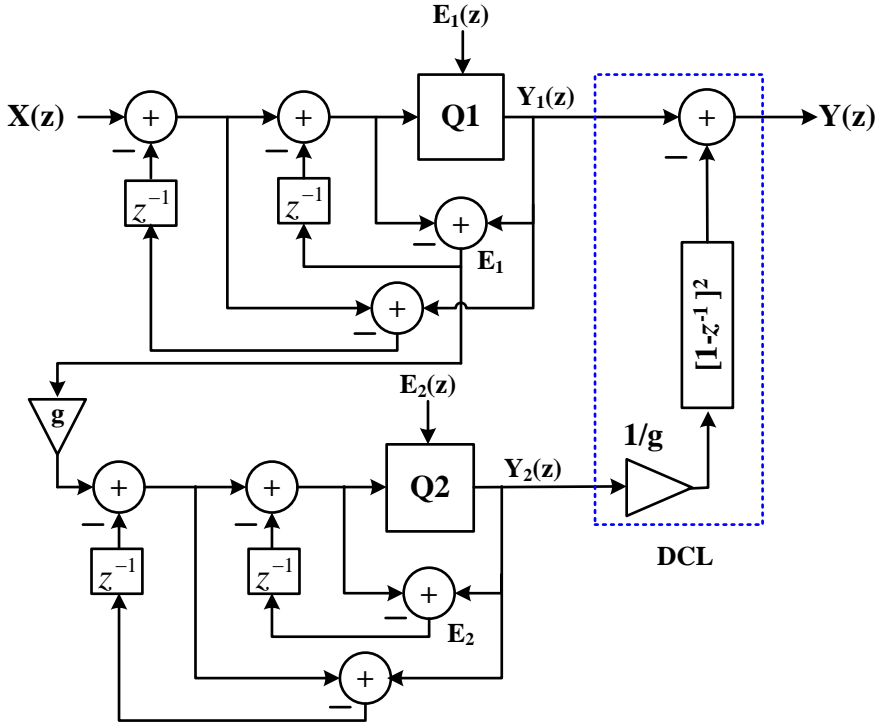 E₁(z)
X(z)
+
−
+
−
Q1
Y₁(z)
+
−
Y(z)
z⁻¹
z⁻¹
+
−
E₁
+
−
[1-z⁻¹]²
g
E₂(z)
1/g
+
−
+
−
Q2
Y₂(z)
DCL
z⁻¹
z⁻¹
+
−
E₂
+
−